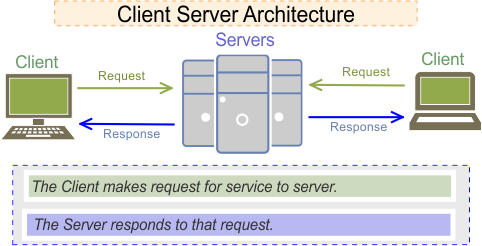 Client Server Architecture
Servers
Client
Client
Request
Request
Response
Response
The Client makes request for service to server.
The Server responds to that request.